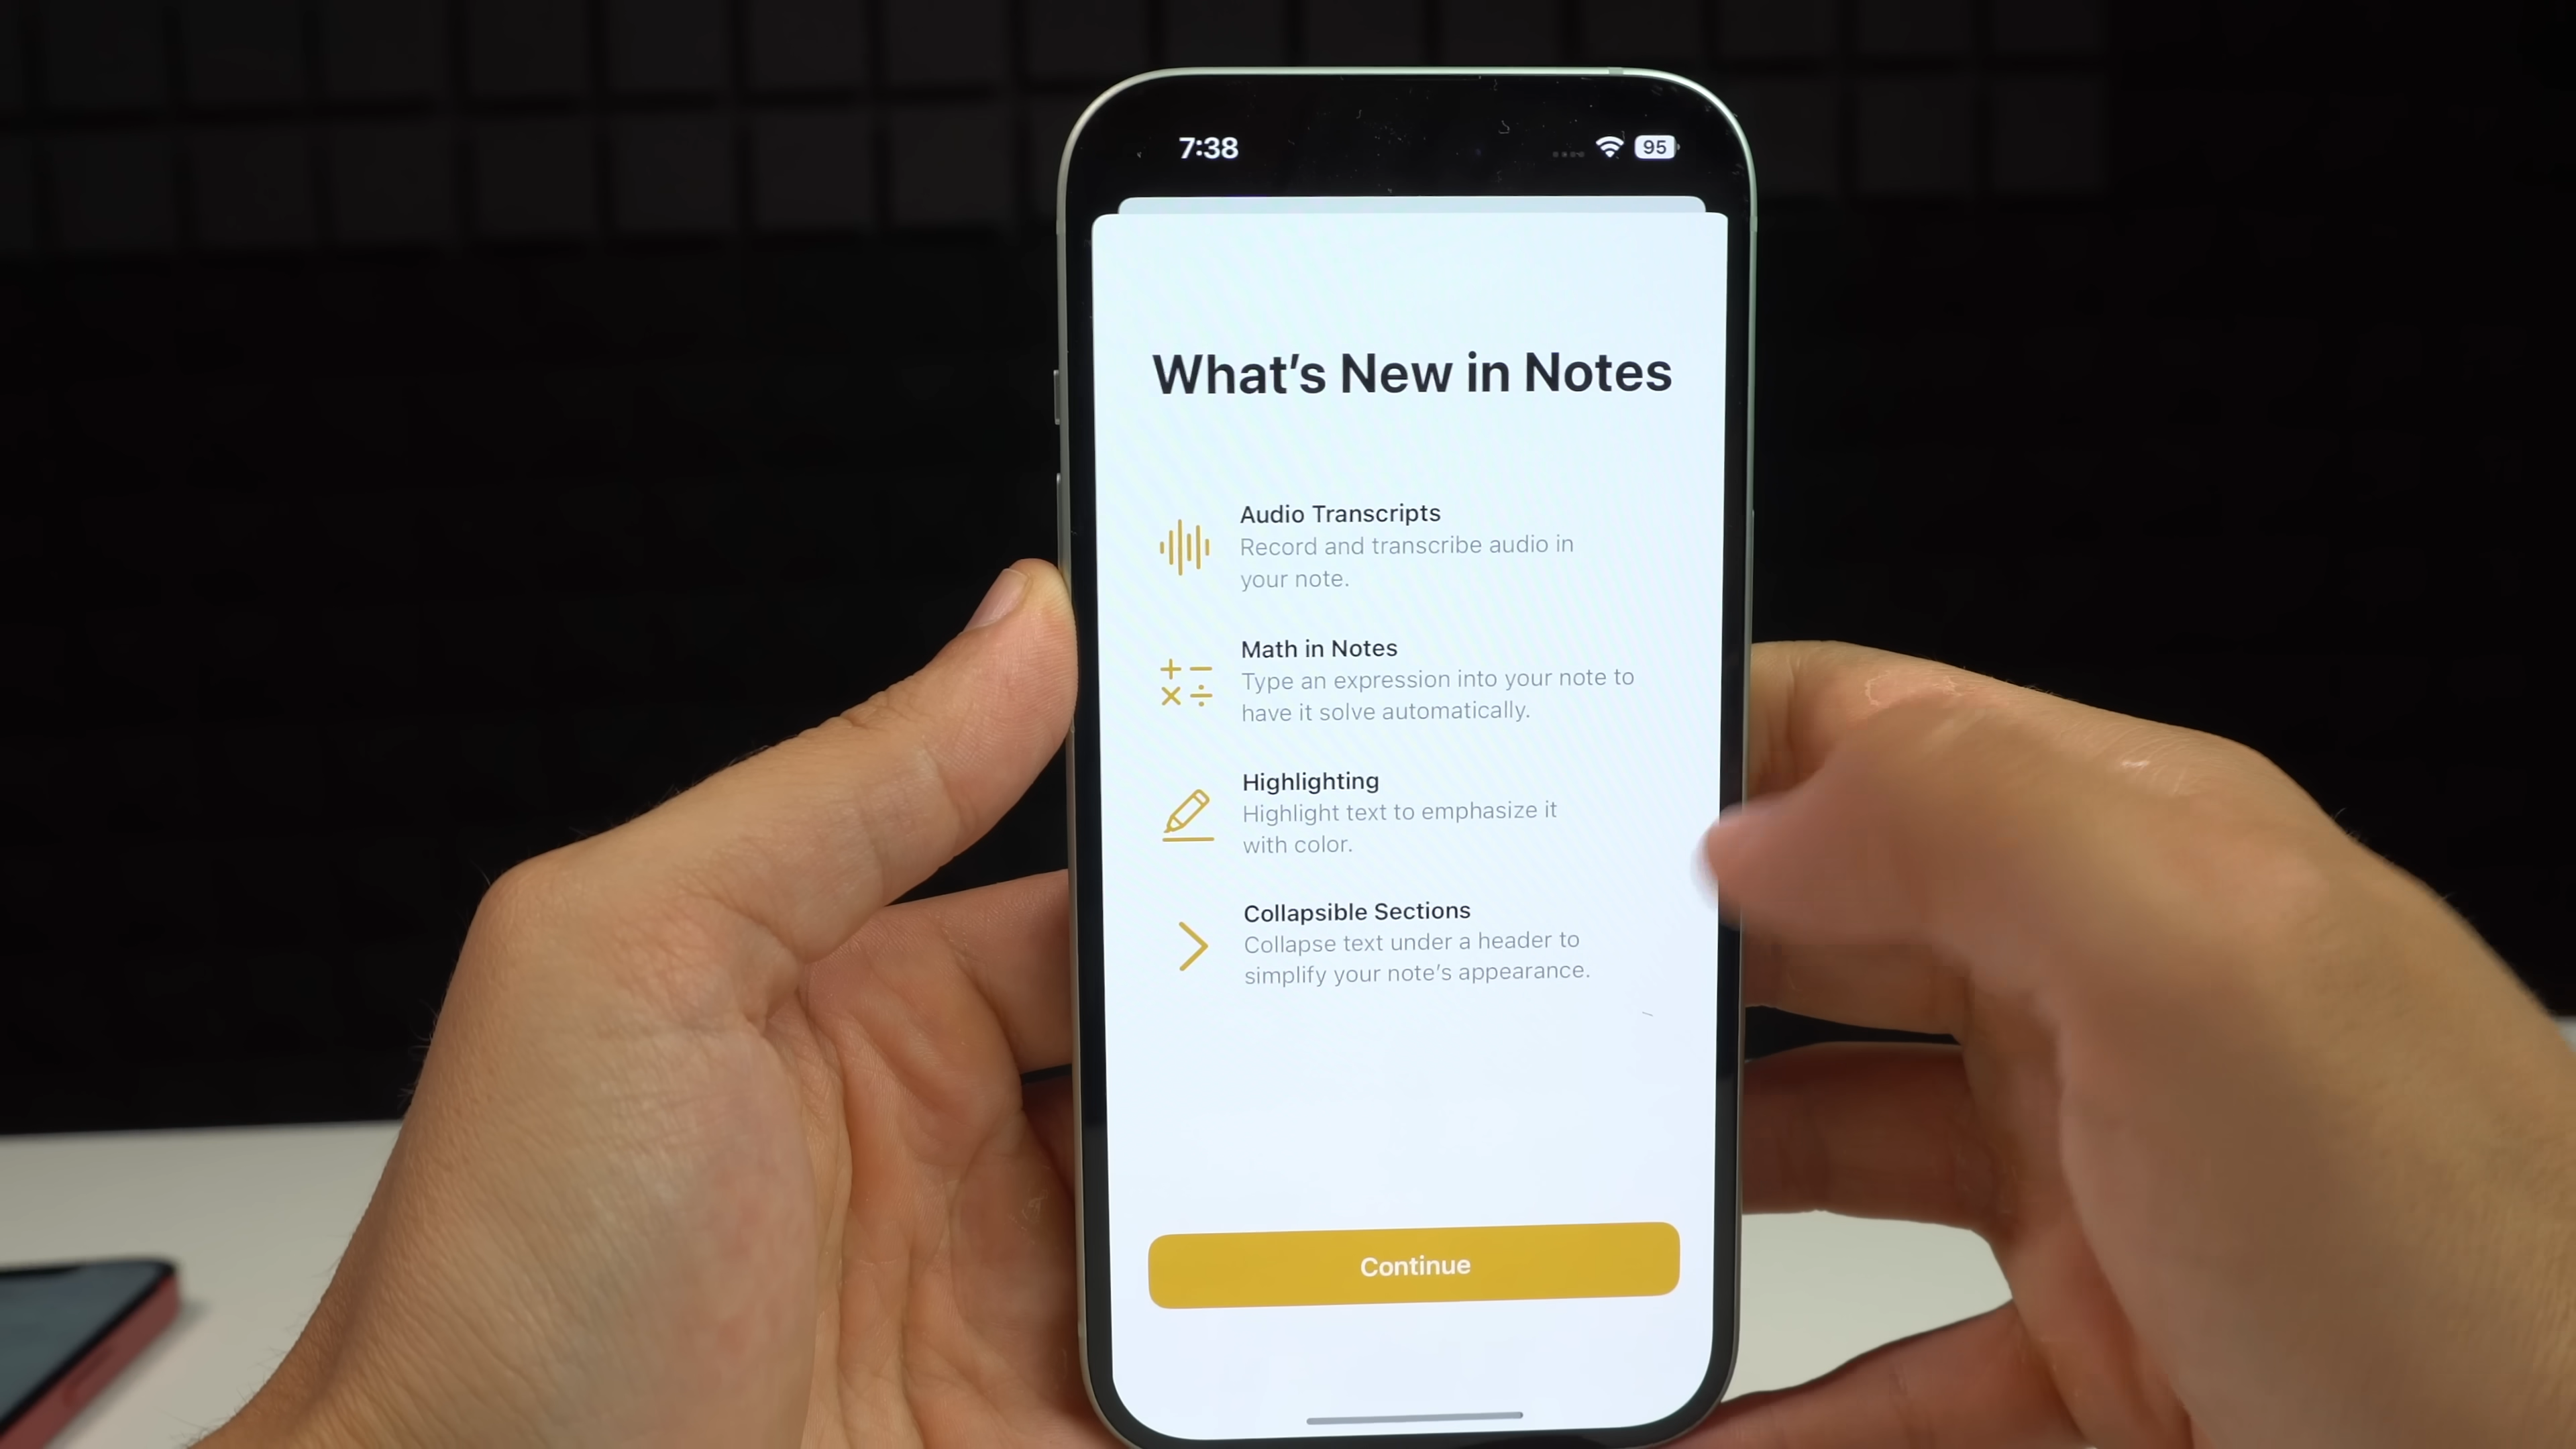 7:38
95
What’s New in Notes
Audio Transcripts
Record and transcribe audio in
your note.
Math in Notes
Type an expression into your note to
have it solve automatically.
Highlighting
Highlight text to emphasize it
with color.
Collapsible Sections
Collapse text under a header to
simplify your note’s appearance.
Continue